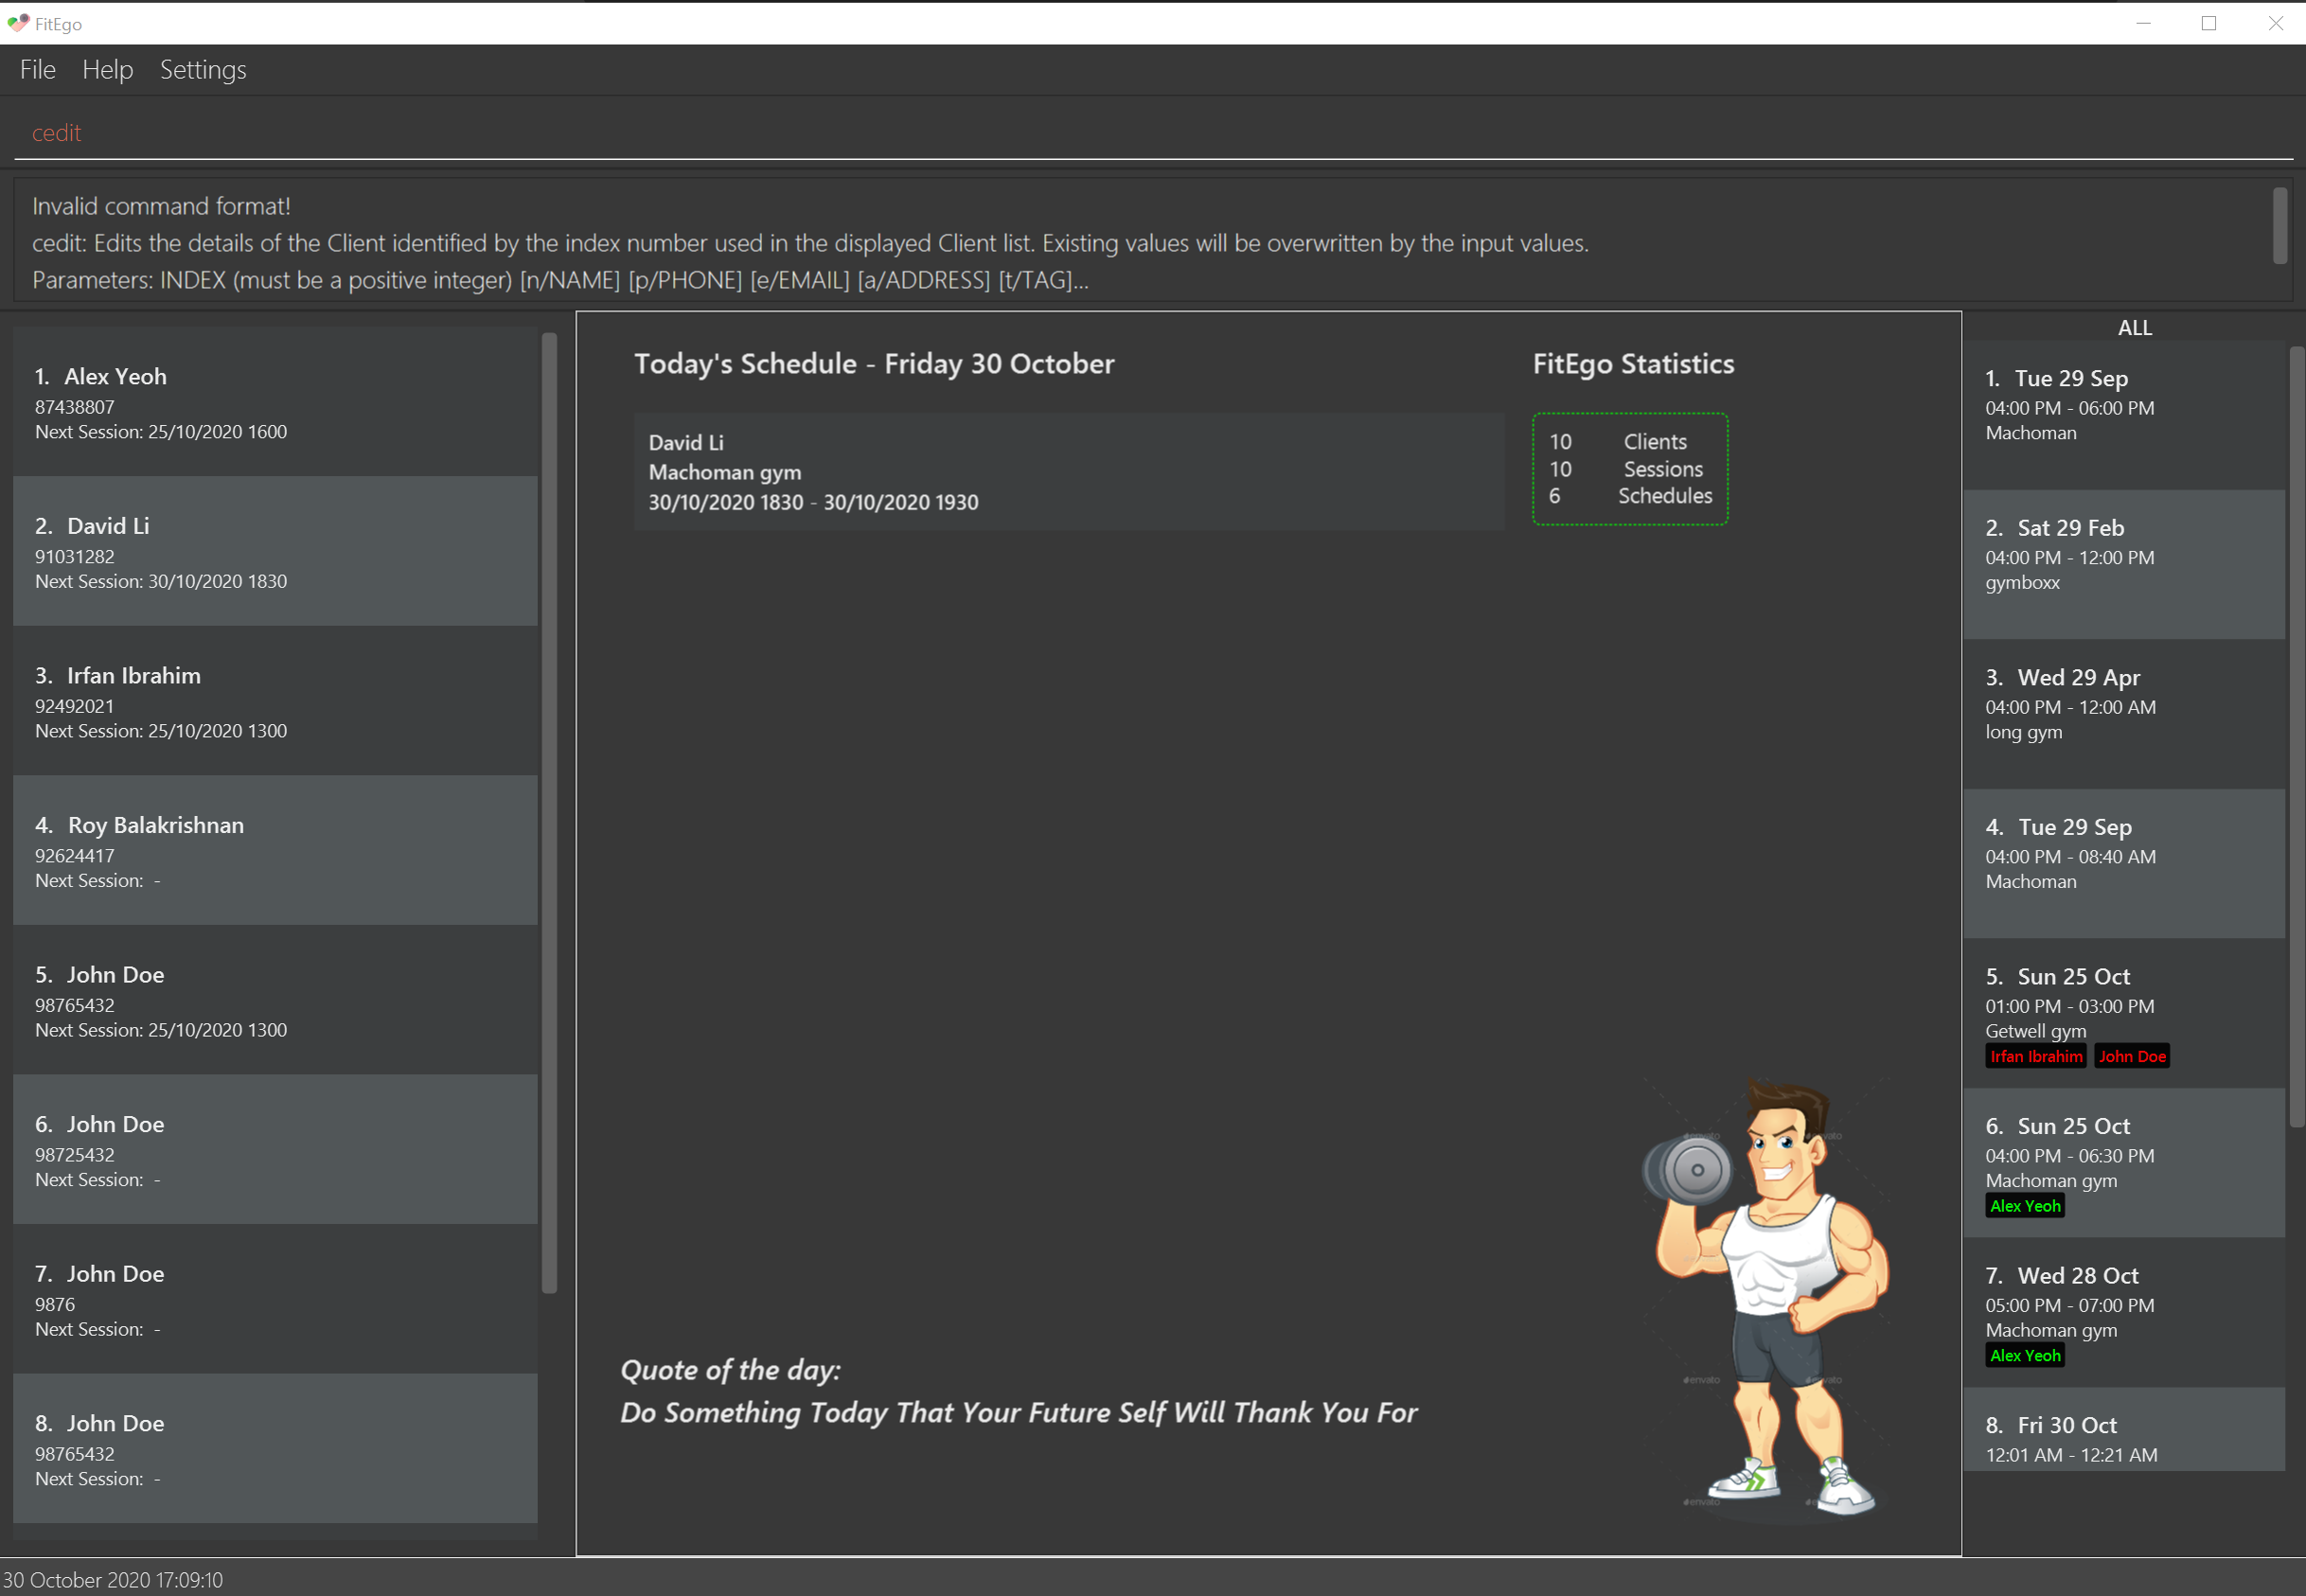 FitEgo
File Help Settings
cedit
Invalid command format!
cedit: Edits the details of the Client identified by the index number used in the displayed Client list. Existing values will be overwritten by the input values.
Parameters: INDEX (must be a positive integer) [n/NAME] [p/PHONE] [e/EMAIL] [a/ADDRESS] [t/TAG]...
1. Alex Yeoh
87438807
Next Session: 25/10/2020 1600
2. David Li
91031282
Next Session: 30/10/2020 1830
3. Irfan Ibrahim
92492021
Next Session: 25/10/2020 1300
4. Roy Balakrishnan
92624417
Next Session: -
5. John Doe
98765432
Next Session: 25/10/2020 1300
6. John Doe
98725432
Next Session: -
7. John Doe
9876
Next Session: -
8. John Doe
98765432
Next Session: -
Today's Schedule - Friday 30 October
David Li
Machoman gym
30/10/2020 1830 - 30/10/2020 1930
FitEgo Statistics
10 Clients
10 Sessions
6 Schedules
Quote of the day:
Do Something Today That Your Future Self Will Thank You For
envato
envato
envato
envato
envato
envato
ALL
1. Tue 29 Sep
04:00 PM - 06:00 PM
Machoman
2. Sat 29 Feb
04:00 PM - 12:00 PM
gymboxx
3. Wed 29 Apr
04:00 PM - 12:00 AM
long gym
4. Tue 29 Sep
04:00 PM - 08:40 AM
Machoman
5. Sun 25 Oct
01:00 PM - 03:00 PM
Getwell gym
Irfan Ibrahim John Doe
6. Sun 25 Oct
04:00 PM - 06:30 PM
Machoman gym
Alex Yeoh
7. Wed 28 Oct
05:00 PM - 07:00 PM
Machoman gym
Alex Yeoh
8. Fri 30 Oct
12:01 AM - 12:21 AM
30 October 2020 17:09:10